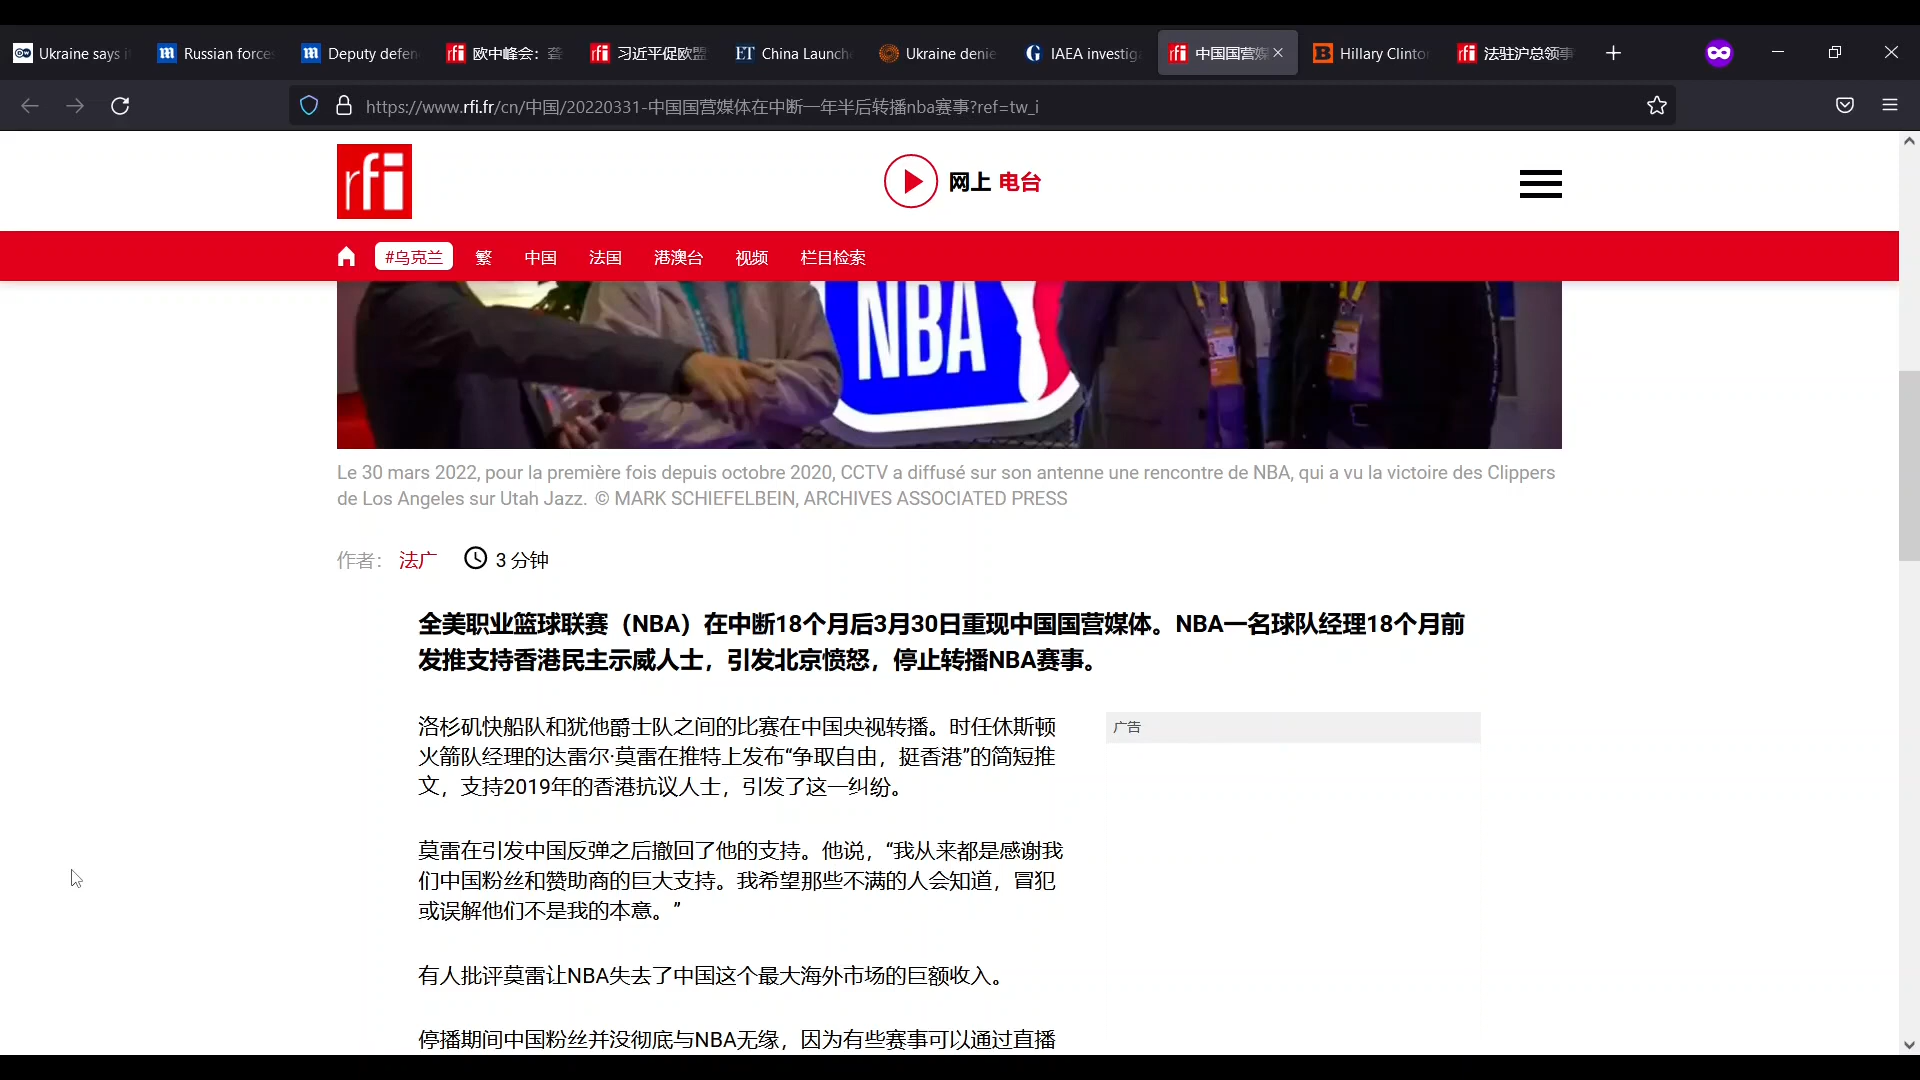 Ukraine says i
Russian force
Deputy defen
欧中峰会：聋
习近平促欧盟
China Launch
Ukraine denie
IAEA investig
中国国营媒
Hillary Clinto
法驻沪总领事
https://www.rfi.fr/cn/中国/20220331-中国国营媒体在中断一年半后转播nba赛事?ref=tw_i
rfi
网上 电台
#乌克兰 繁 中国 法国 港澳台 视频 栏目检索
NBA
Le 30 mars 2022, pour la première fois depuis octobre 2020, CCTV a diffusé sur son antenne une rencontre de NBA, qui a vu la victoire des Clippers
de Los Angeles sur Utah Jazz. © MARK SCHIEFELBEIN, ARCHIVES ASSOCIATED PRESS
作者： 法广 3 分钟
全美职业篮球联赛（NBA）在中断18个月后3月30日重现中国国营媒体。NBA一名球队经理18个月前
发推支持香港民主示威人士，引发北京愤怒，停止转播NBA赛事。
洛杉矶快船队和犹他爵士队之间的比赛在中国央视转播。时任休斯顿
火箭队经理的达雷尔·莫雷在推特上发布“争取自由，挺香港”的简短推
文，支持2019年的香港抗议人士，引发了这一纠纷。
广告
莫雷在引发中国反弹之后撤回了他的支持。他说，“我从来都是感谢我
们中国粉丝和赞助商的巨大支持。我希望那些不满的人会知道，冒犯
或误解他们不是我的本意。”
有人批评莫雷让NBA失去了中国这个最大海外市场的巨额收入。
停播期间中国粉丝并没彻底与NBA无缘，因为有些赛事可以通过直播